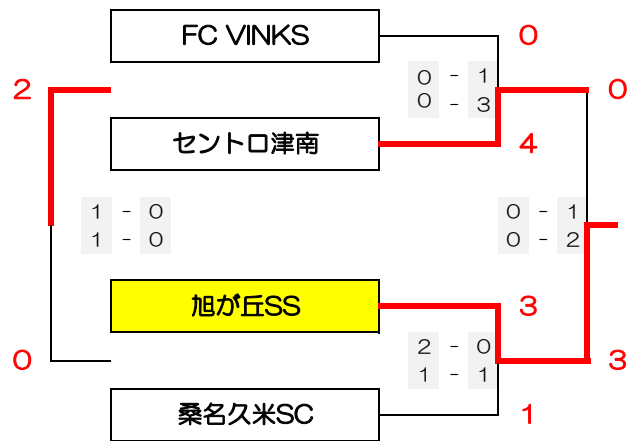 FC VINKS
0
0 - 1
0 - 3
2
0
セントロ津南
4
1 - 0
1 - 0
0 - 1
0 - 2
旭が丘SS
3
2 - 0
1 - 1
0
3
桑名久米SC
1